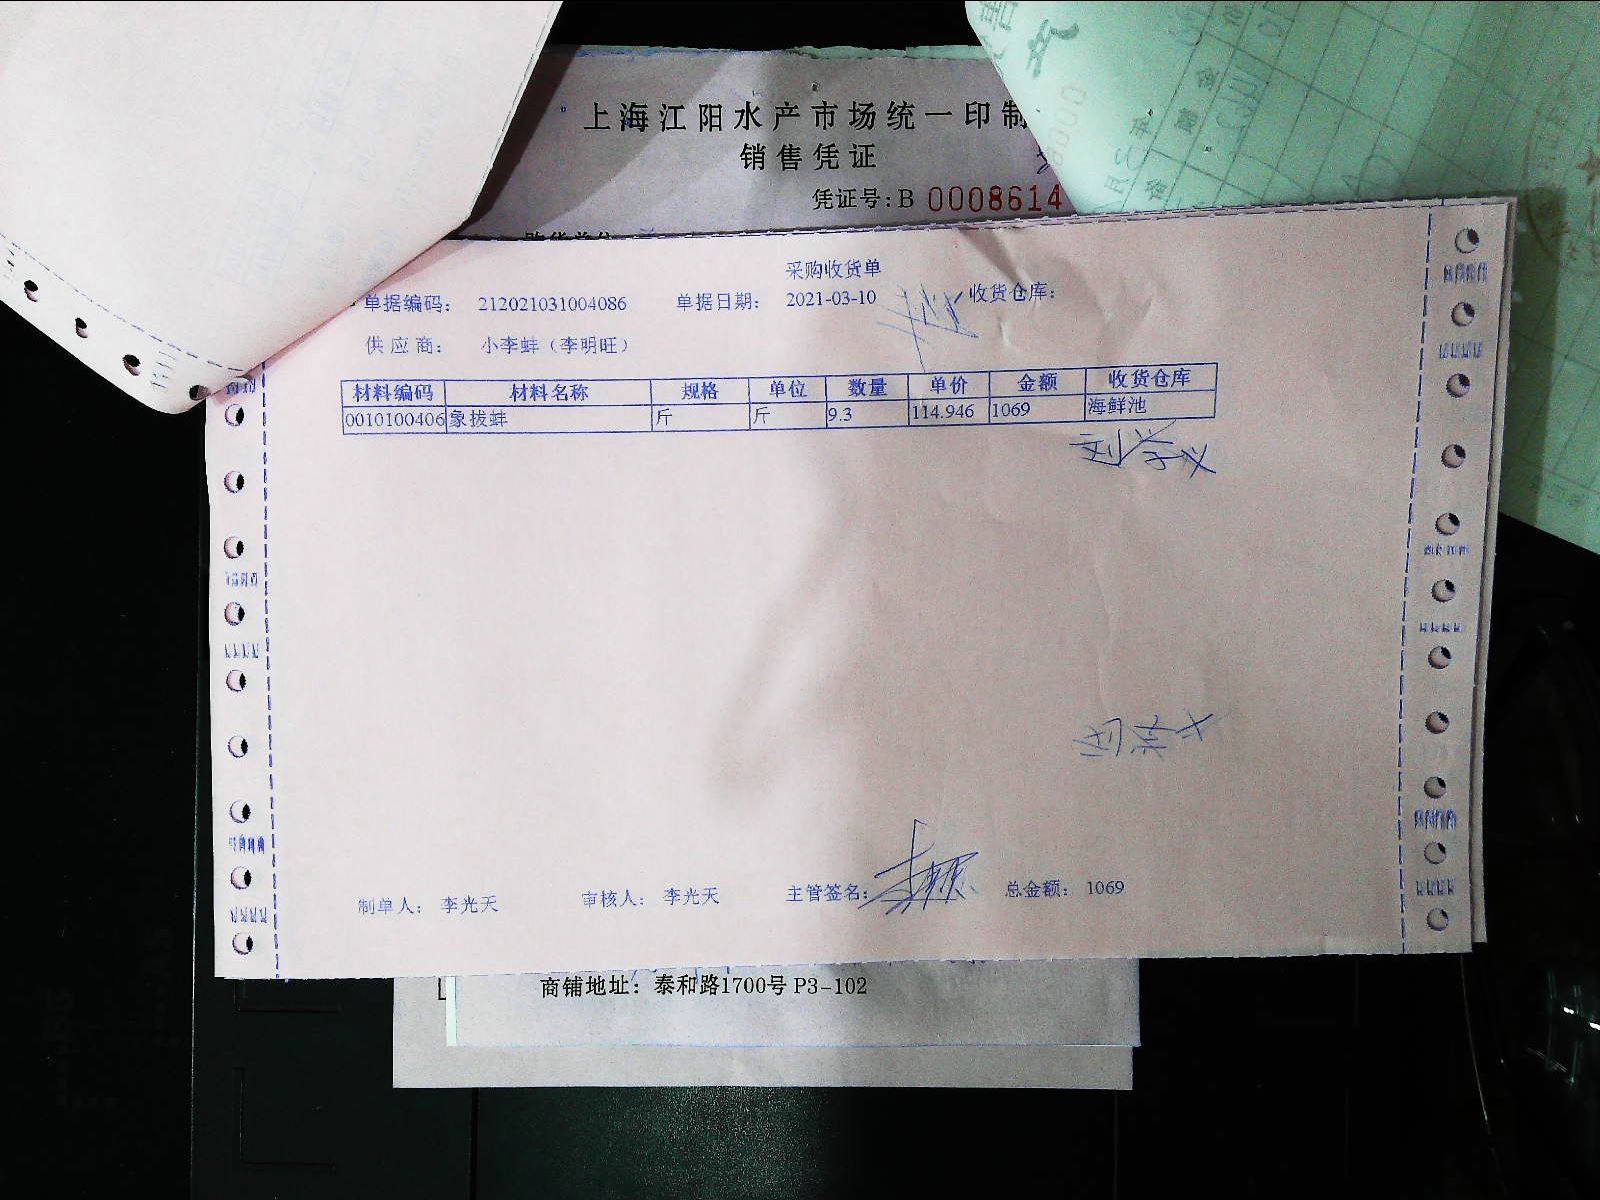 上海江阳水产市场统一印制
销售凭证
凭证号:B 0008614
采购收货单
单据编码: 212021031004086 单据日期: 2021-03-10 收货仓库:
供应商: 小李蚌(李明旺)
材料编码 材料名称 规格 单位 数量 单价 金额 收货仓库
0010100406 象拔蚌 斤 斤 9.3 114.946 1069 海鲜池
刘学义
制单人: 李光天 审核人: 李光天 主管签名: 总金额: 1069
商铺地址: 泰和路1700号 P3-102